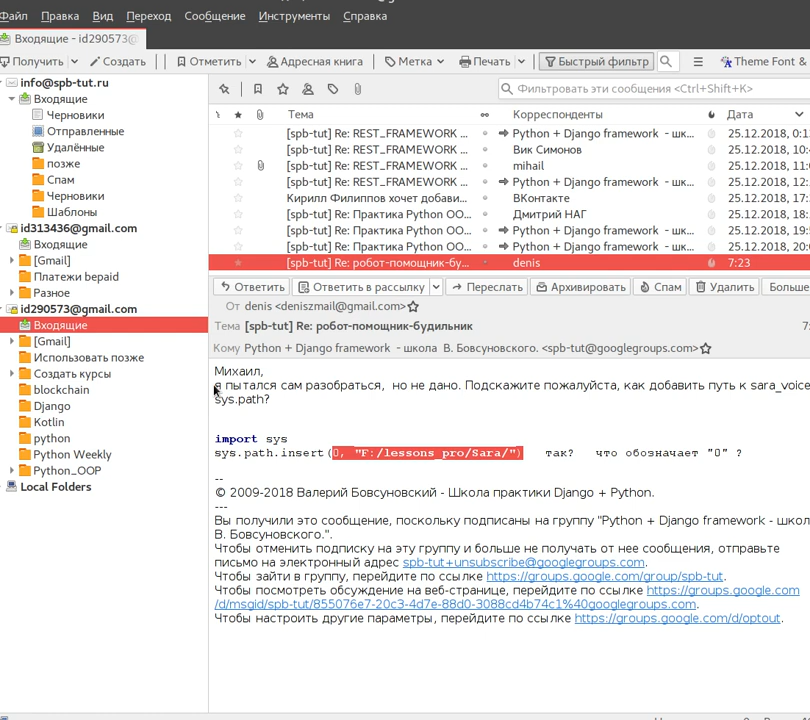 Файл Правка Вид Переход Сообщение Инструменты Справка
Входящие - id290573@
Получить Создать Отметить Адресная книга Метка Печать Быстрый фильтр Theme Font &
info@spb-tut.ru
Входящие
Черновики
Отправленные
Удалённые
позже
Спам
Черновики
Шаблоны
id313436@gmail.com
Входящие
[Gmail]
Платежи bepaid
Разное
id290573@gmail.com
Входящие
[Gmail]
Использовать позже
Создать курсы
blockchain
Django
Kotlin
python
Python Weekly
Python_OOP
Local Folders
Фильтровать эти сообщения <Ctrl+Shift+K>
Тема Корреспонденты Дата
[spb-tut] Re: REST_FRAMEWORK ... Python + Django framework - шк... 25.12.2018, 0:1
[spb-tut] Re: REST_FRAMEWORK ... Вик Симонов 25.12.2018, 10:
[spb-tut] Re: REST_FRAMEWORK ... mihail 25.12.2018, 11:
[spb-tut] Re: REST_FRAMEWORK ... Python + Django framework - шк... 25.12.2018, 12:
Кирилл Филиппов хочет добави... ВКонтакте 25.12.2018, 17:
[spb-tut] Re: Практика Python ОО... Дмитрий НАГ 25.12.2018, 18:
[spb-tut] Re: Практика Python ОО... Python + Django framework - шк... 25.12.2018, 19:
[spb-tut] Re: Практика Python ОО... Python + Django framework - шк... 25.12.2018, 20:
[spb-tut] Re: робот-помощник-бу... denis 7:23
Ответить Ответить в рассылку Переслать Архивировать Спам Удалить Больше
От denis <deniszmail@gmail.com>
Тема [spb-tut] Re: робот-помощник-будильник 7:
Кому Python + Django framework - школа В. Бовсуновского. <spb-tut@googlegroups.com>
Михаил,
я пытался сам разобраться, но не дано. Подскажите пожалуйста, как добавить путь к sara_voice
sys.path?
import sys
sys.path.insert(0, "F:/lessons_pro/Sara/") так? что обозначает "0" ?
--
© 2009-2018 Валерий Бовсуновский - Школа практики Django + Python.
---
Вы получили это сообщение, поскольку подписаны на группу "Python + Django framework - школ
В. Бовсуновского.".
Чтобы отменить подписку на эту группу и больше не получать от нее сообщения, отправьте
письмо на электронный адрес spb-tut+unsubscribe@googlegroups.com.
Чтобы зайти в группу, перейдите по ссылке https://groups.google.com/group/spb-tut.
Чтобы посмотреть обсуждение на веб-странице, перейдите по ссылке https://groups.google.com
/d/msgid/spb-tut/855076e7-20c3-4d7e-88d0-3088cd4b74c1%40googlegroups.com.
Чтобы настроить другие параметры, перейдите по ссылке https://groups.google.com/d/optout.